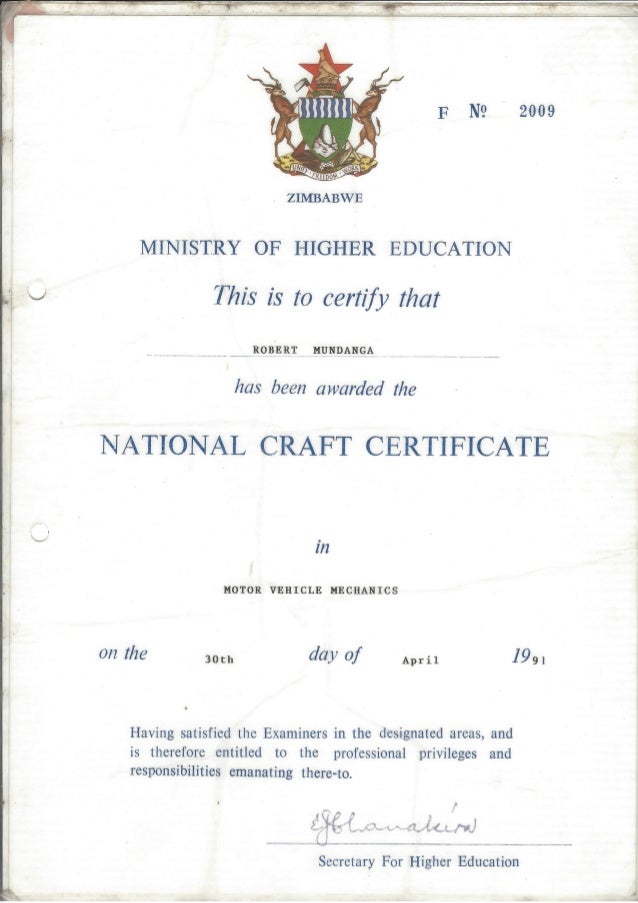 F Nº 2009
UNITY FREEDOM WORK
ZIMBABWE
MINISTRY OF HIGHER EDUCATION
This is to certify that
ROBERT MUNDANGA
has been awarded the
NATIONAL CRAFT CERTIFICATE
in
MOTOR VEHICLE MECHANICS
on the 30th day of April 1991
Having satisfied the Examiners in the designated areas, and
is therefore entitled to the professional privileges and
responsibilities emanating there-to.
Secretary For Higher Education